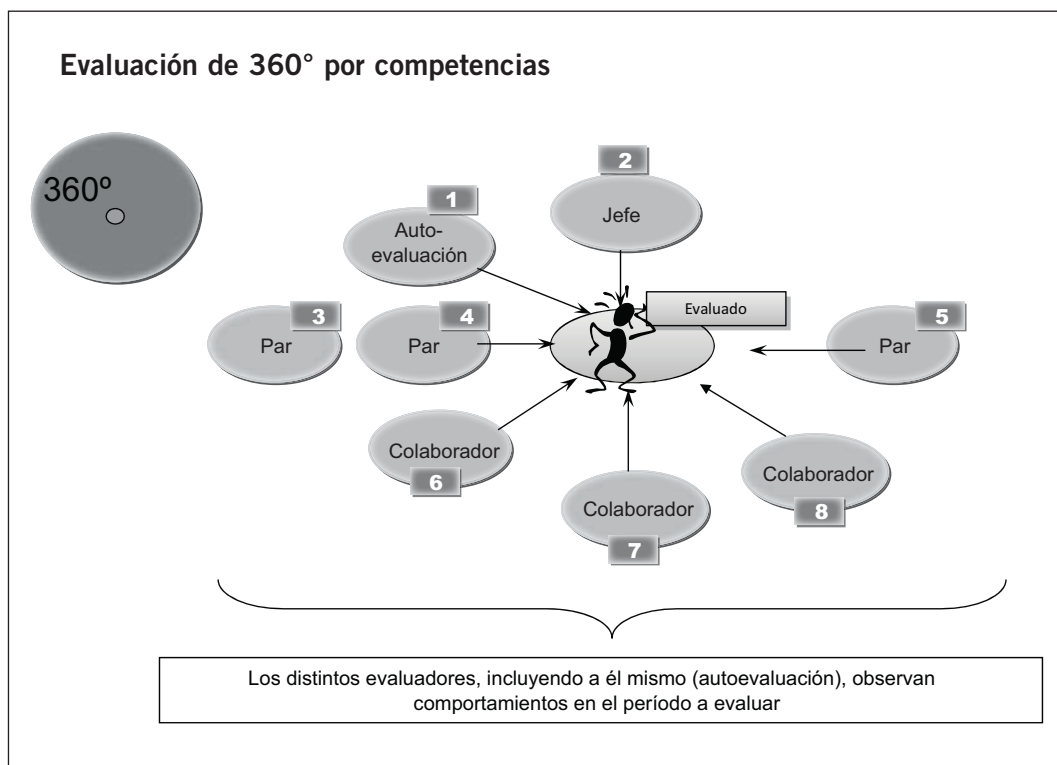 Evaluación de 360° por competencias
360º
1
Auto-
evaluación
2
Jefe
Evaluado
3
Par
4
Par
5
Par
Colaborador
6
Colaborador
7
Colaborador
8
Los distintos evaluadores, incluyendo a él mismo (autoevaluación), observan
comportamientos en el período a evaluar